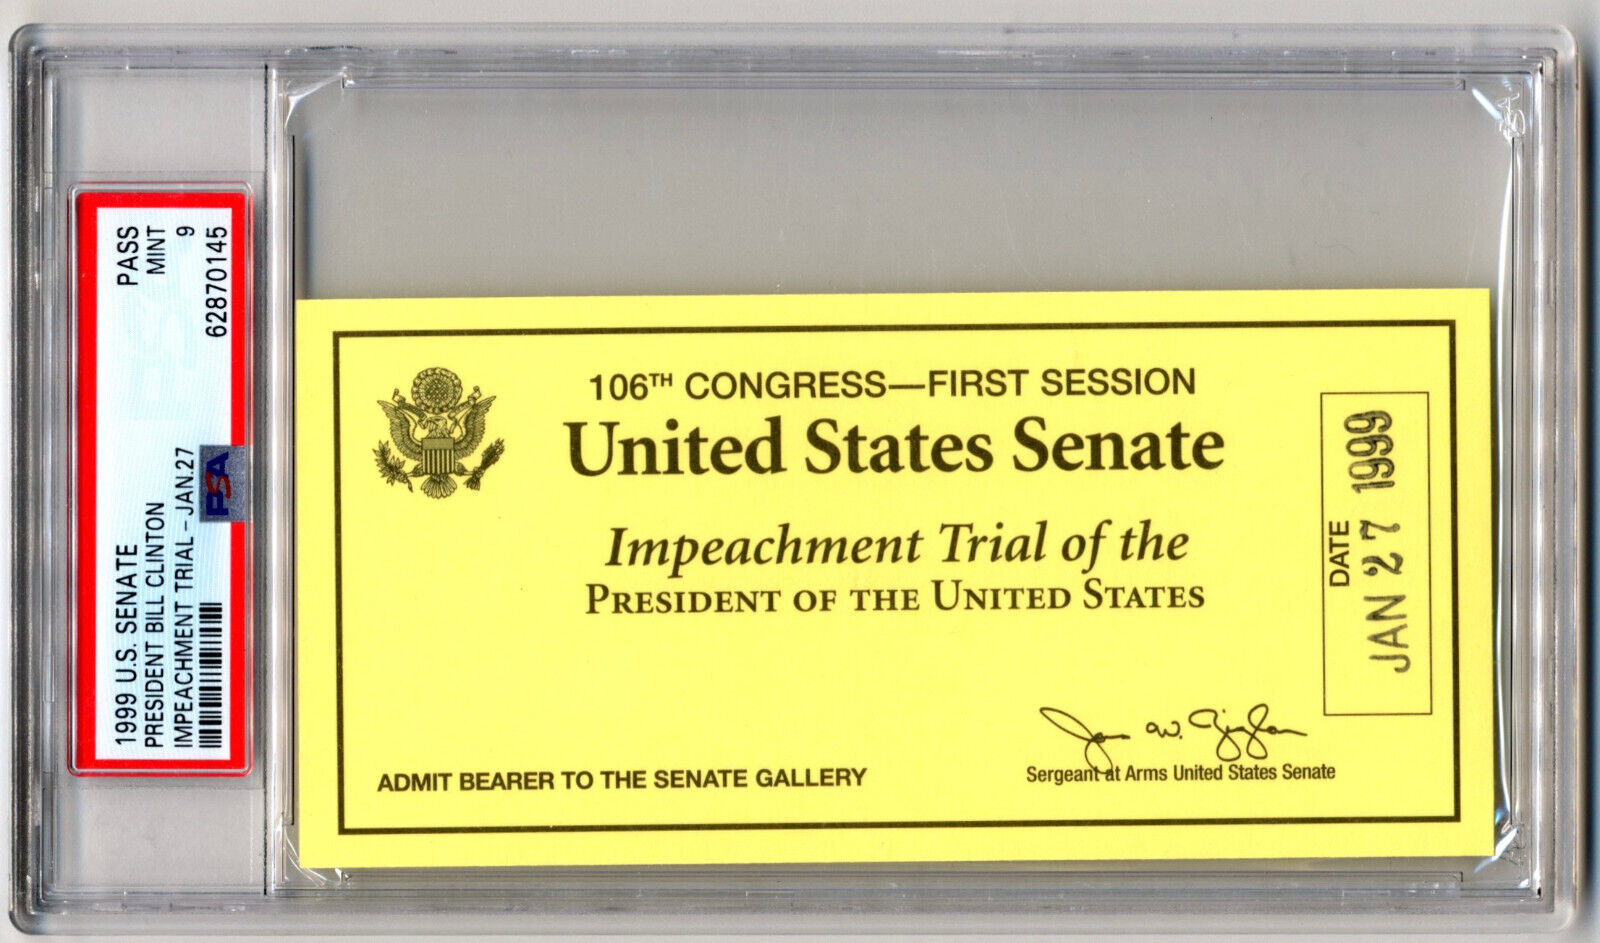 1999 U.S. SENATE PASS
PRESIDENT BILL CLINTON MINT
IMPEACHMENT TRIAL - JAN.27 9
62870145
PSA
106TH CONGRESS—FIRST SESSION
United States Senate
Impeachment Trial of the
PRESIDENT OF THE UNITED STATES
DATE
JAN 27 1999
ADMIT BEARER TO THE SENATE GALLERY
Sergeant at Arms United States Senate